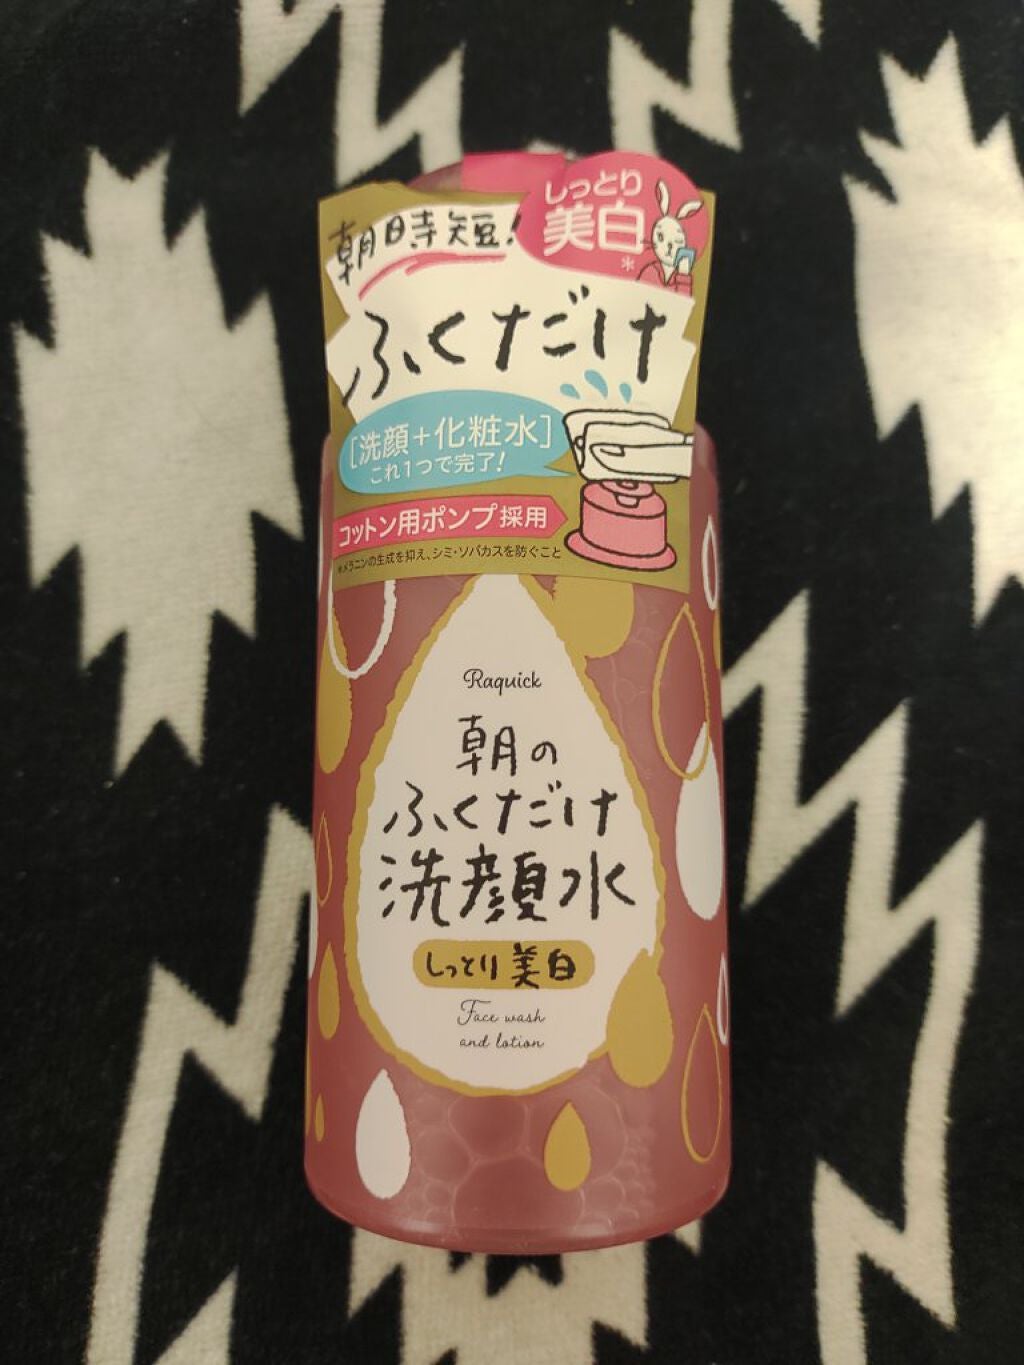 しっとり
美白
*
朝時短!
ふくだけ
[洗顔+化粧水]
これ1つで完了!
コットン用ポンプ採用
*メラニンの生成を抑え、シミ・ソバカスを防ぐこと
Raquick
朝の
ふくだけ
洗顔水
しっとり美白
Face wash
and lotion